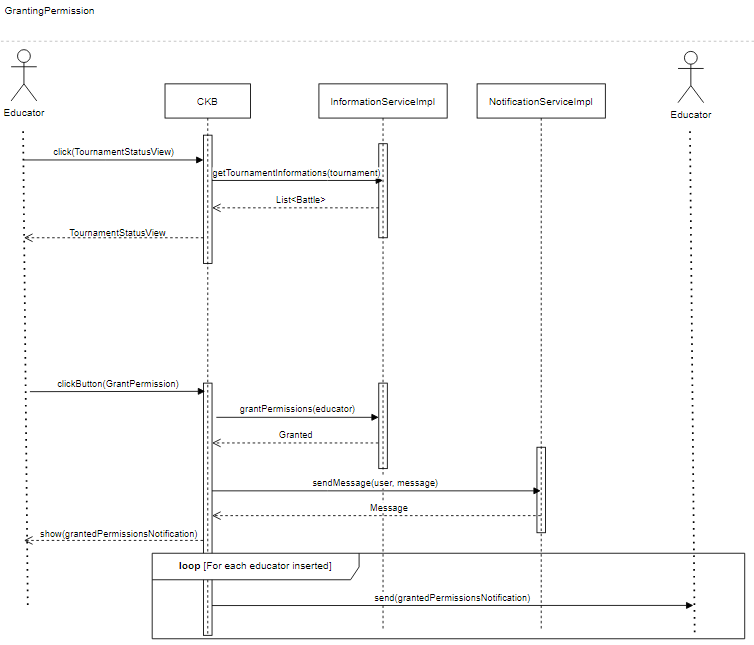 GrantingPermission
Educator
CKB
InformationServiceImpl
NotificationServiceImpl
Educator
click(TournamentStatusView)
getTournamentInformations(tournament)
List<Battle>
TournamentStatusView
clickButton(GrantPermission)
grantPermissions(educator)
Granted
sendMessage(user, message)
Message
show(grantedPermissionsNotification)
loop [For each educator inserted]
send(grantedPermissionsNotification)